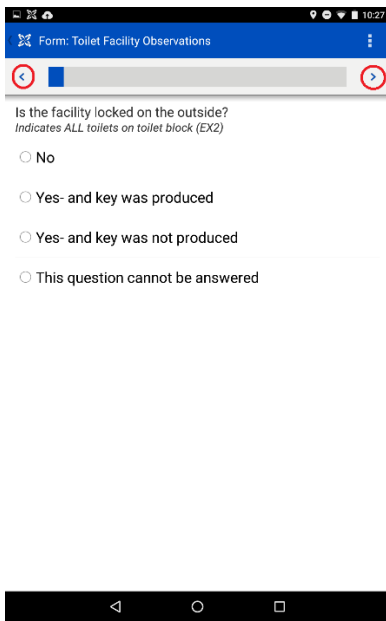 10:27
Form: Toilet Facility Observations
Is the facility locked on the outside?
Indicates ALL toilets on toilet block (EX2)
No
Yes- and key was produced
Yes- and key was not produced
This question cannot be answered